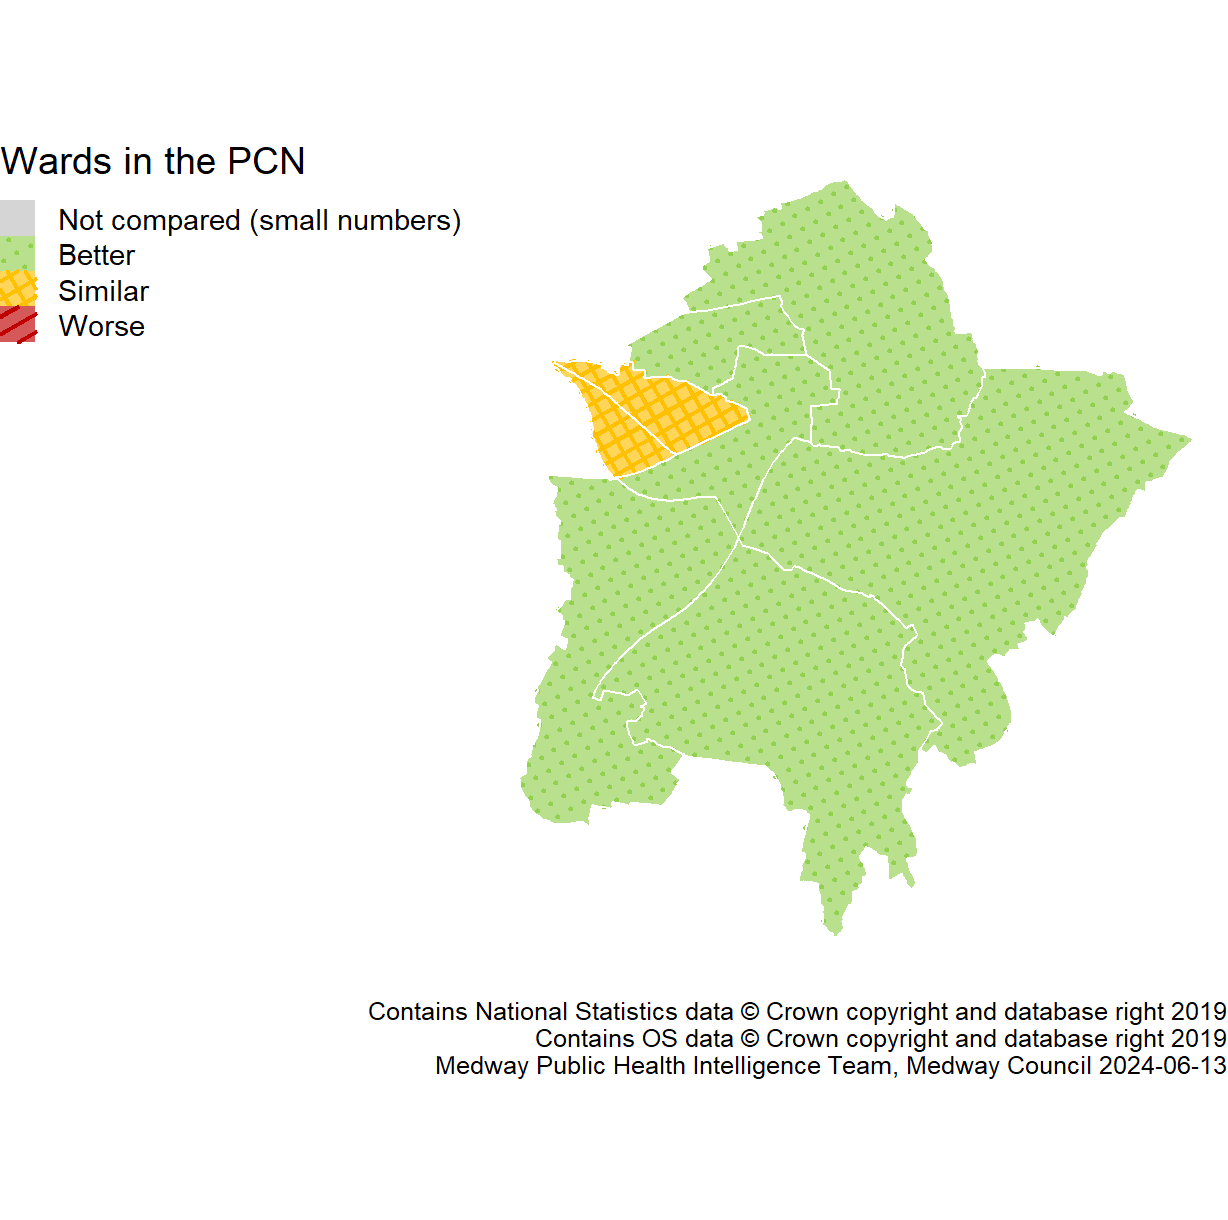 Wards in the PCN
Not compared (small numbers)
Better
Similar
Worse
Contains National Statistics data © Crown copyright and database right 2019
Contains OS data © Crown copyright and database right 2019
Medway Public Health Intelligence Team, Medway Council 2024-06-13